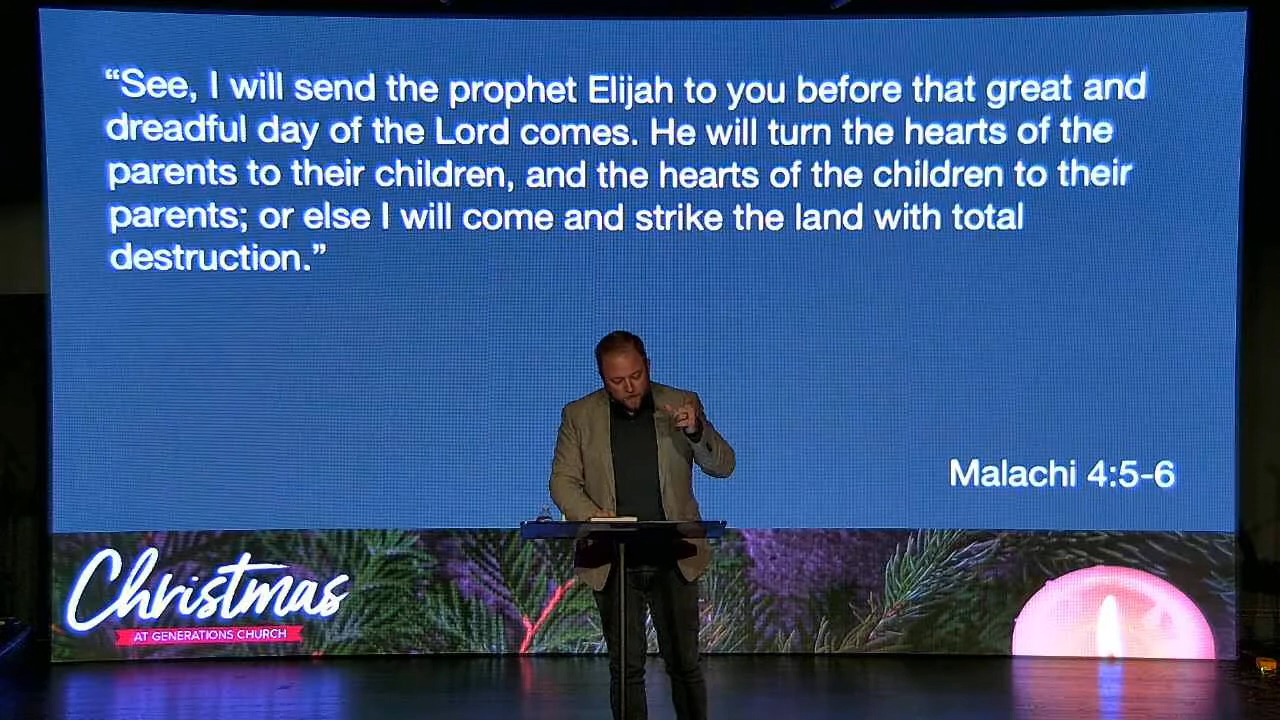 “See, I will send the prophet Elijah to you before that great and
dreadful day of the Lord comes. He will turn the hearts of the
parents to their children, and the hearts of the children to their
parents; or else I will come and strike the land with total
destruction.”
Malachi 4:5-6
Christmas
AT GENERATIONS CHURCH